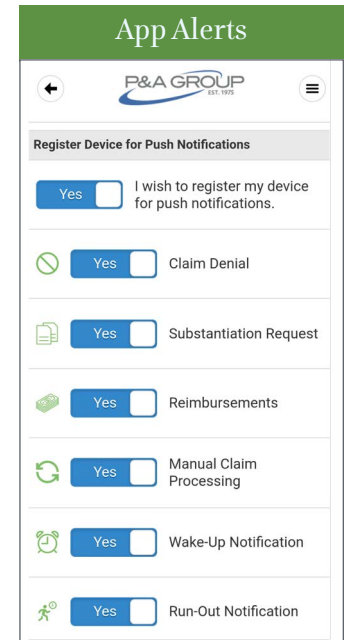 App Alerts
P&A GROUP
EST. 1975
Register Device for Push Notifications
Yes
I wish to register my device
for push notifications.
Yes
Claim Denial
Yes
Substantiation Request
Yes
Reimbursements
Yes
Manual Claim
Processing
Yes
Wake-Up Notification
Yes
Run-Out Notification